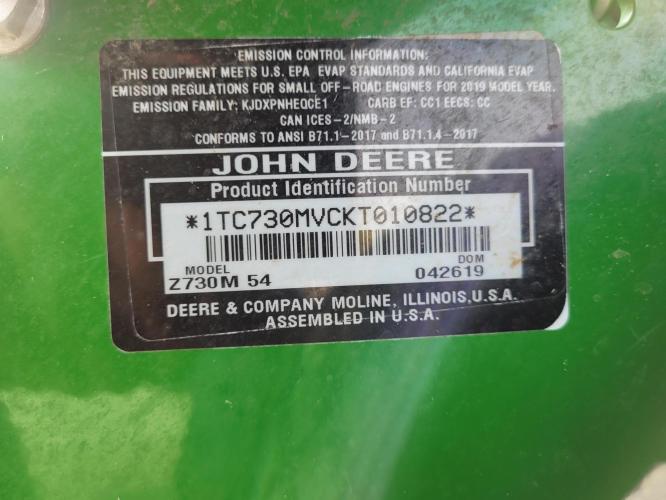 EMISSION CONTROL INFORMATION:
THIS EQUIPMENT MEETS U.S. EPA EVAP STANDARDS AND CALIFORNIA EVAP
EMISSION REGULATIONS FOR SMALL OFF-ROAD ENGINES FOR 2019 MODEL YEAR.
EMISSION FAMILY: KJDXPNHEQCE1 CARB EF: CC1 EECS: CC
CAN ICES-2/NMB-2
CONFORMS TO ANSI B71.1-2017 and B71.1.4-2017
JOHN DEERE
Product Identification Number
*1TC730MVCKT010822*
MODEL DOM
Z730M 54 042619
DEERE & COMPANY MOLINE, ILLINOIS, U.S.A.
ASSEMBLED IN U.S.A.